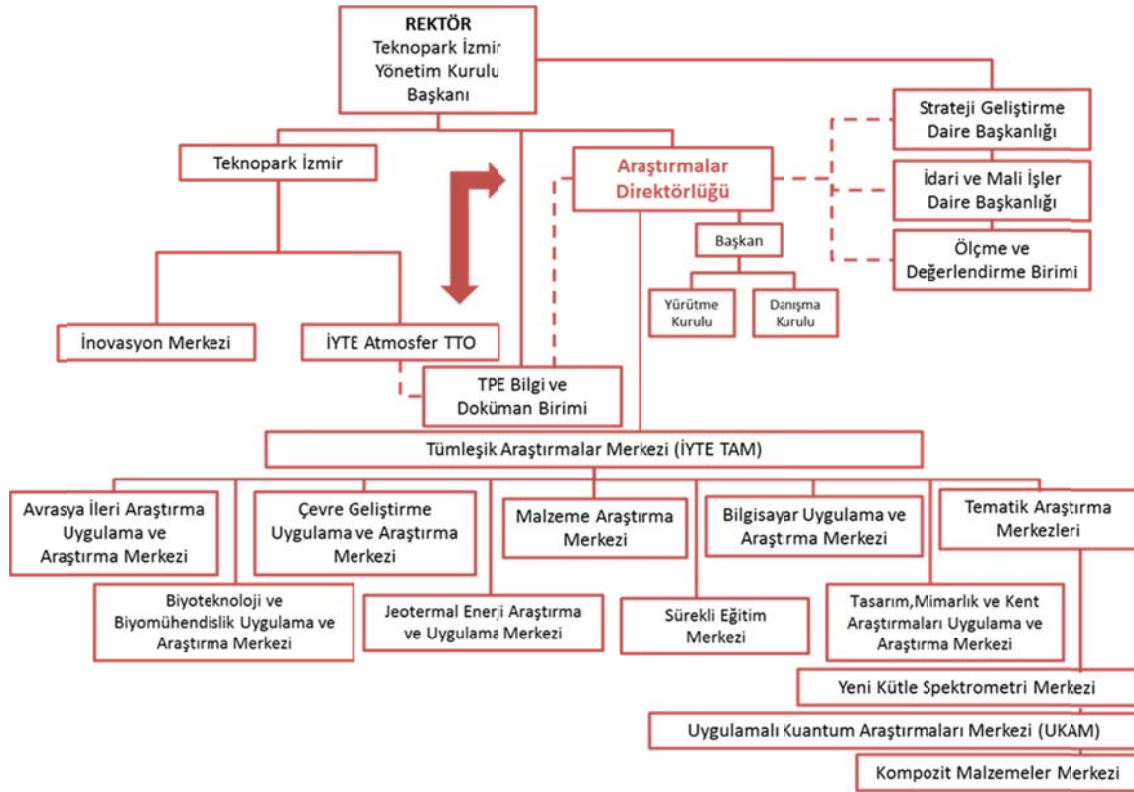 REKTÖR
Teknopark İzmir
Yönetim Kurulu
Başkanı
Strateji Geliştirme
Daire Başkanlığı
Teknopark İzmir
Araştırmalar
Direktörlüğü
İdari ve Mali İşler
Daire Başkanlığı
Başkan
Ölçme ve
Değerlendirme Birimi
Yürütme
Kurulu
Danışma
Kurulu
İnovasyon Merkezi
İYTE Atmosfer TTO
TPE Bilgi ve
Doküman Birimi
Tümleşik Araştırmalar Merkezi (İYTE TAM)
Avrasya İleri Araştırma
Uygulama ve
Araştırma Merkezi
Çevre Geliştirme
Uygulama ve Araştırma
Merkezi
Malzeme Araştırma
Merkezi
Bilgisayar Uygulama ve
Araştırma Merkezi
Tematik Araştırma
Merkezleri
Biyoteknoloji ve
Biyomühendislik Uygulama ve
Araştırma Merkezi
Jeotermal Enerji Araştırma
ve Uygulama Merkezi
Sürekli Eğitim
Merkezi
Tasarım,Mimarlık ve Kent
Araştırmaları Uygulama ve
Araştırma Merkezi
Yeni Kütle Spektrometri Merkezi
Uygulamalı Kuantum Araştırmaları Merkezi (UKAM)
Kompozit Malzemeler Merkezi